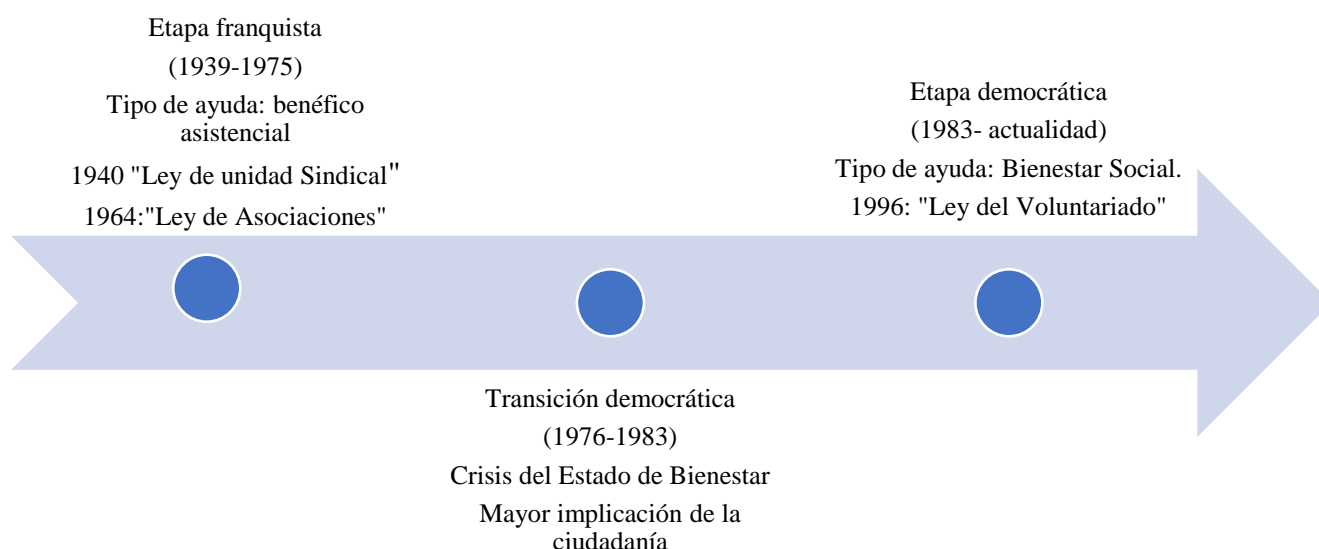 Etapa franquista
(1939-1975)
Tipo de ayuda: benéfico
asistencial
1940 "Ley de unidad Sindical"
1964:"Ley de Asociaciones"
Transición democrática
(1976-1983)
Crisis del Estado de Bienestar
Mayor implicación de la
ciudadanía
Etapa democrática
(1983- actualidad)
Tipo de ayuda: Bienestar Social.
1996: "Ley del Voluntariado"